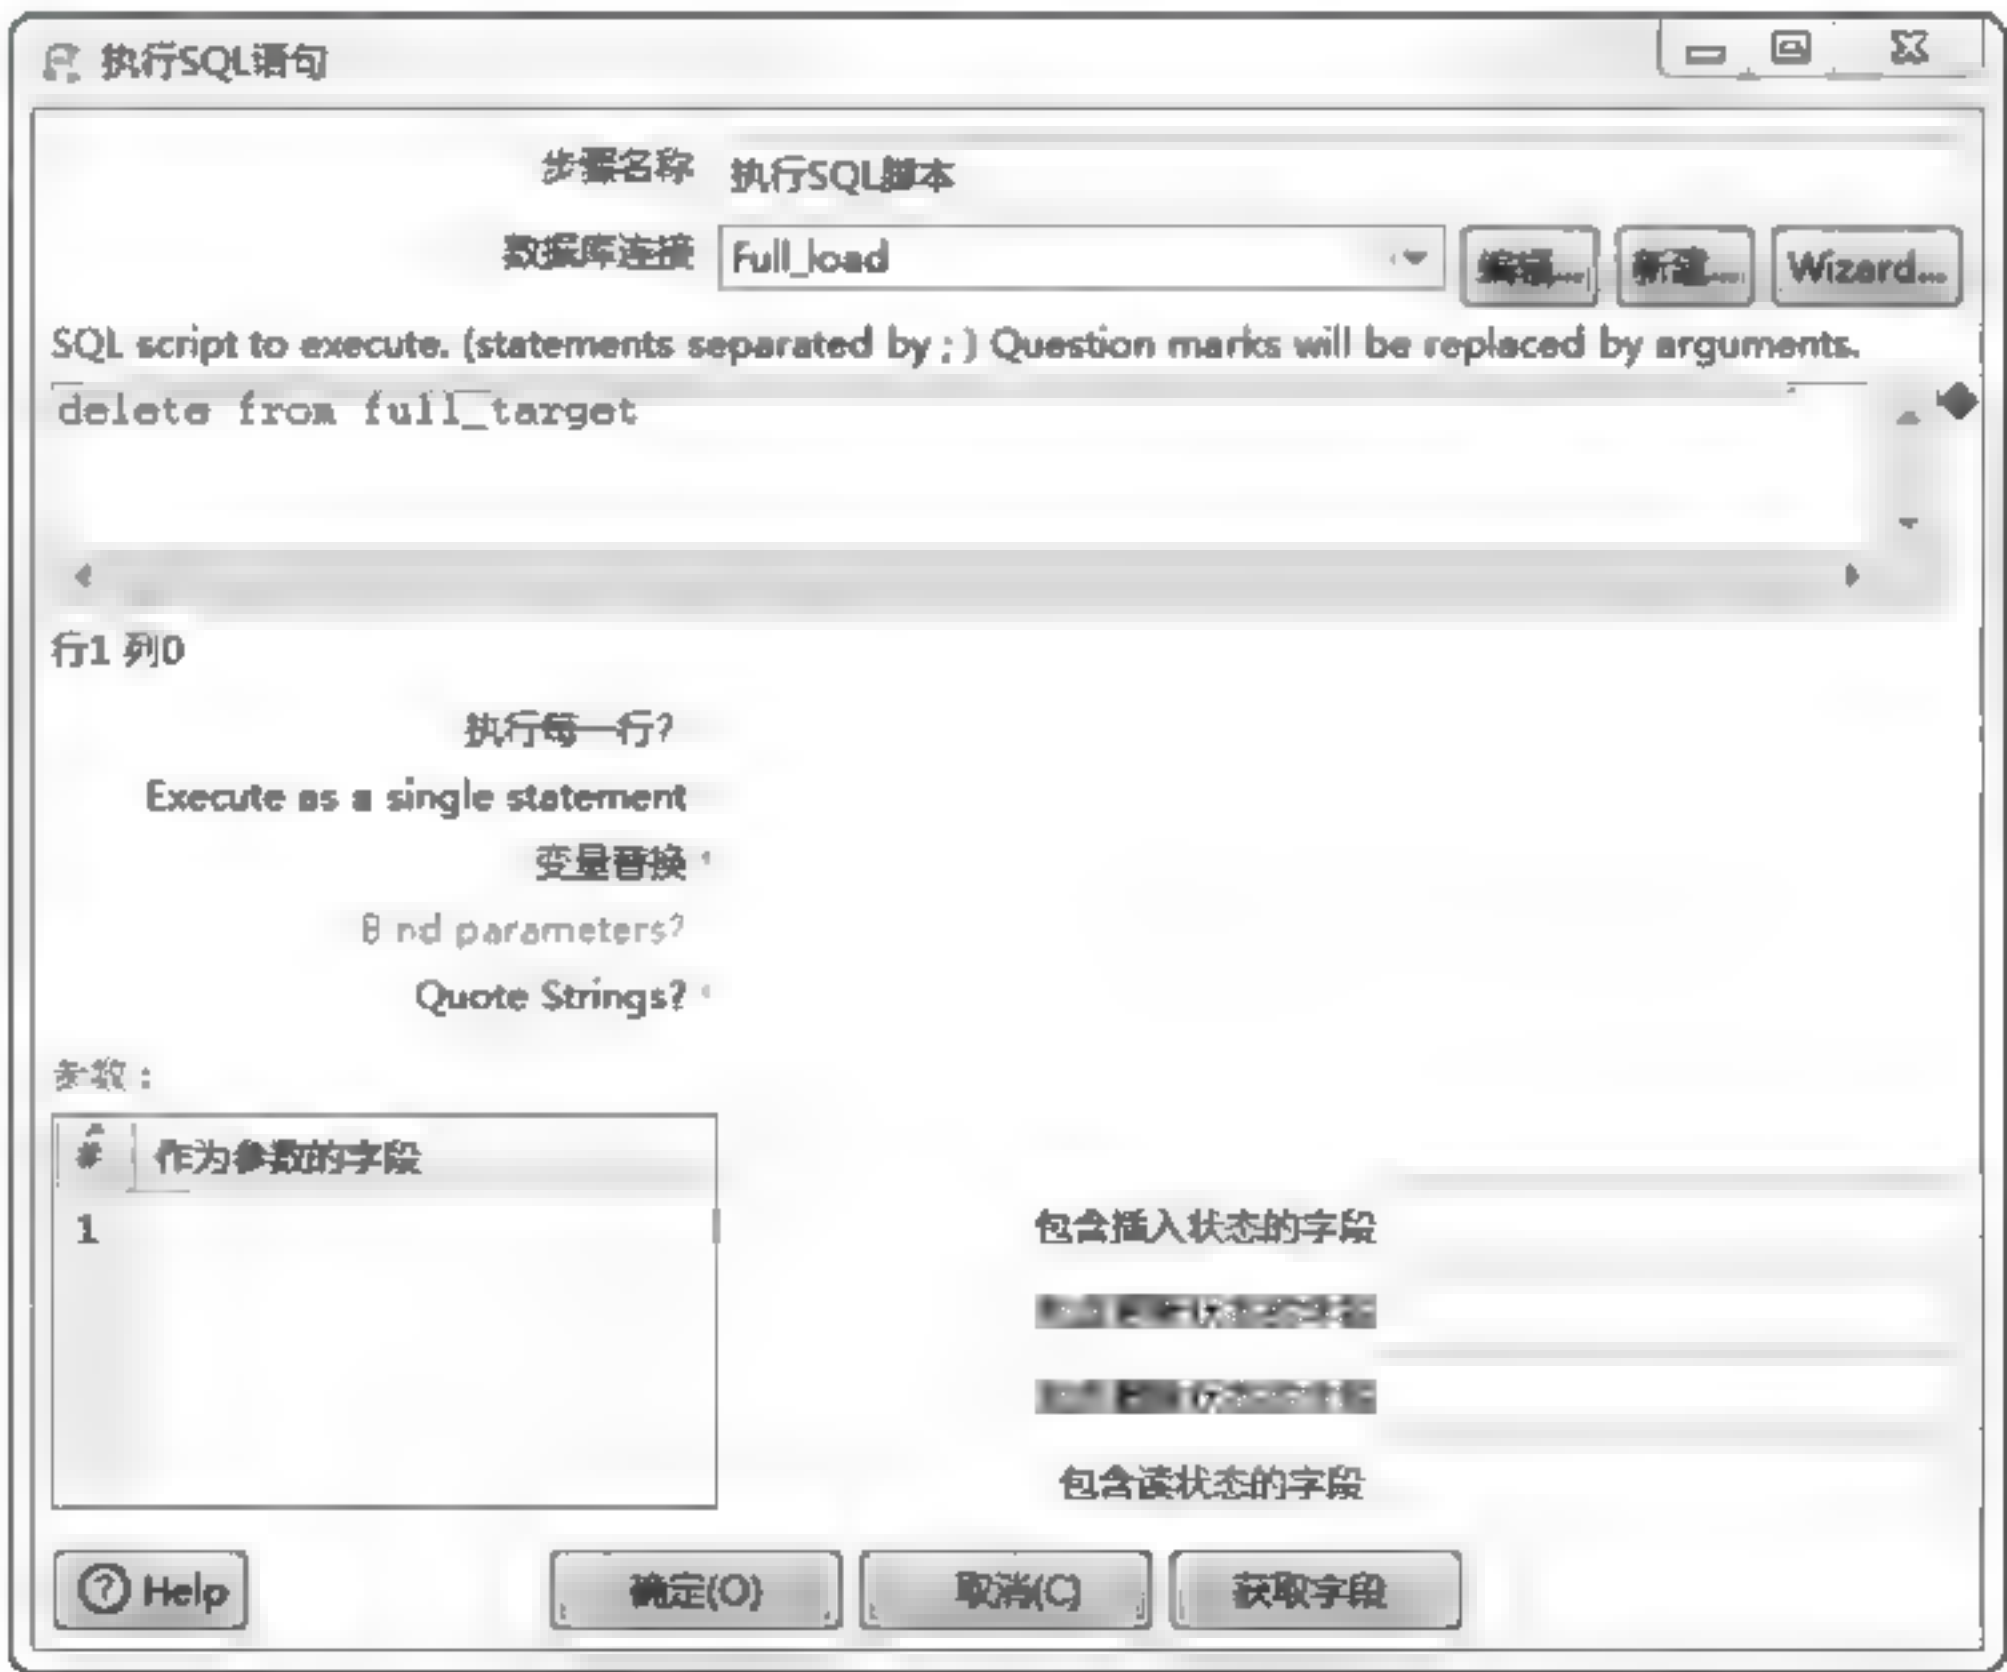 执行SQL语句
步骤名称 执行SQL脚本
数据库连接 Full_load 编辑... 新建... Wizard...
SQL script to execute. (statements separated by ; ) Question marks will be replaced by arguments.
delete from full_target
行1 列0
执行每一行?
Execute as a single statement
变量替换
Bind parameters?
Quote Strings?
参数：
# 作为参数的字段
1
包含插入状态的字段
包含读状态的字段
Help 确定(O) 取消(C) 获取字段